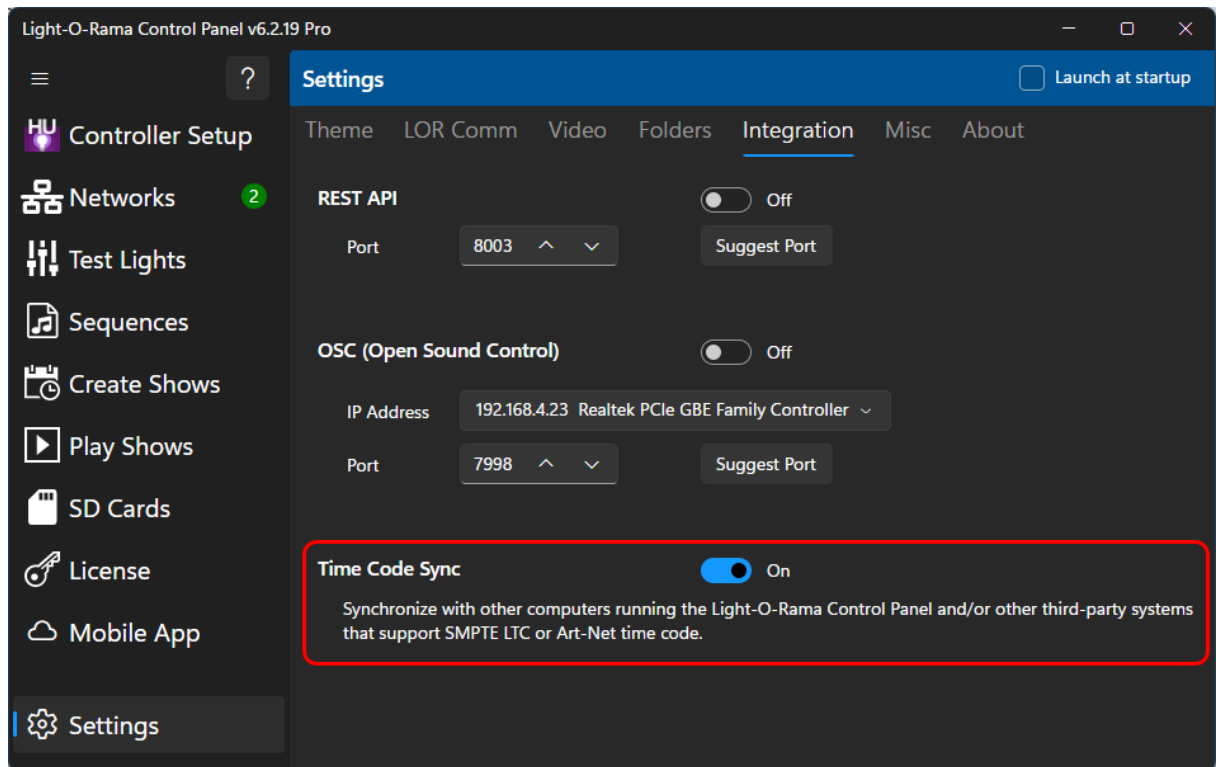 Light-O-Rama Control Panel v6.2.19 Pro
?
Settings
Launch at startup
HU Controller Setup
Networks 2
Test Lights
Sequences
Create Shows
Play Shows
SD Cards
License
Mobile App
Settings
Theme LOR Comm Video Folders Integration Misc About
REST API Off
Port 8003 Suggest Port
OSC (Open Sound Control) Off
IP Address 192.168.4.23 Realtek PCIe GBE Family Controller
Port 7998 Suggest Port
Time Code Sync On
Synchronize with other computers running the Light-O-Rama Control Panel and/or other third-party systems
that support SMPTE LTC or Art-Net time code.